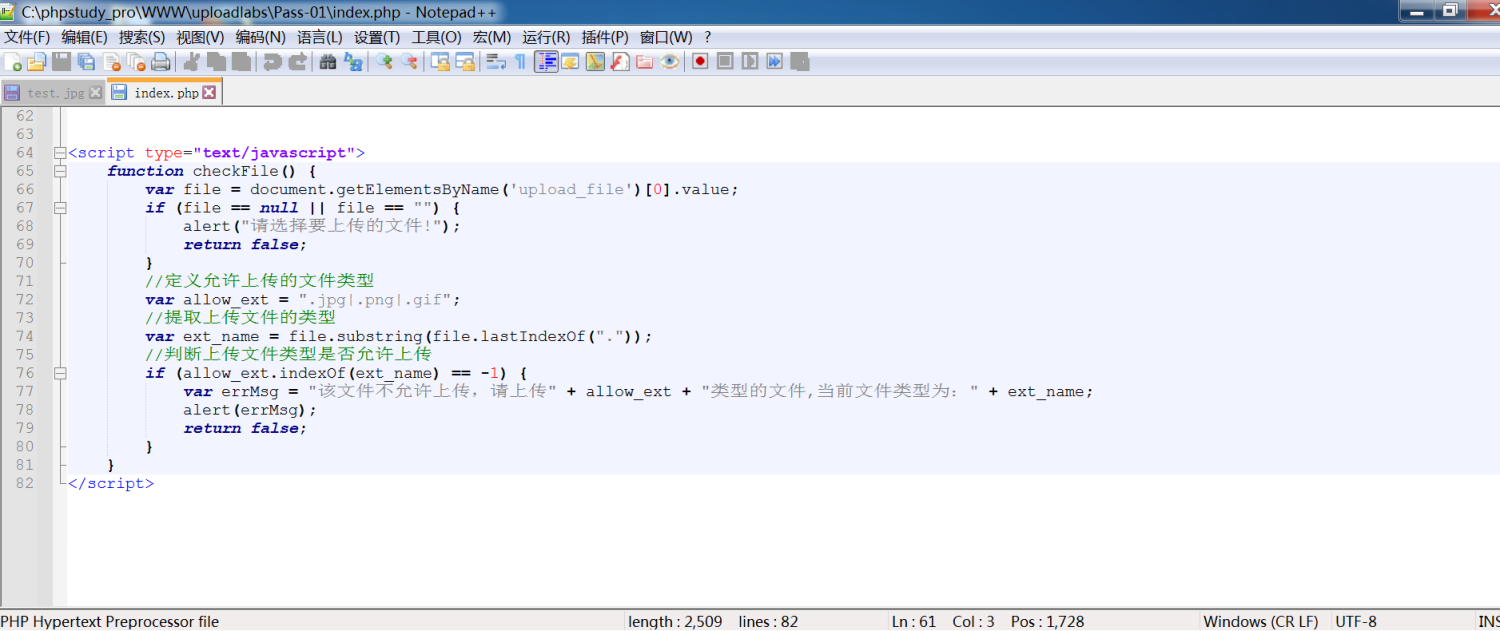 C:\phpstudy_pro\WWW\uploadlabs\Pass-01\index.php - Notepad++
文件(F) 编辑(E) 搜索(S) 视图(V) 编码(N) 语言(L) 设置(T) 工具(O) 宏(M) 运行(R) 插件(P) 窗口(W) ?
test.jpg index.php
62
63
64 <script type="text/javascript">
65 function checkFile() {
66 var file = document.getElementsByName('upload_file')[0].value;
67 if (file == null || file == "") {
68 alert("请选择要上传的文件!");
69 return false;
70 }
71 //定义允许上传的文件类型
72 var allow_ext = ".jpg|.png|.gif";
73 //提取上传文件的类型
74 var ext_name = file.substring(file.lastIndexOf("."));
75 //判断上传文件类型是否允许上传
76 if (allow_ext.indexOf(ext_name) == -1) {
77 var errMsg = "该文件不允许上传，请上传" + allow_ext + "类型的文件,当前文件类型为：" + ext_name;
78 alert(errMsg);
79 return false;
80 }
81 }
82 </script>
PHP Hypertext Preprocessor file length : 2,509 lines : 82 Ln : 61 Col : 3 Pos : 1,728 Windows (CR LF) UTF-8 INS